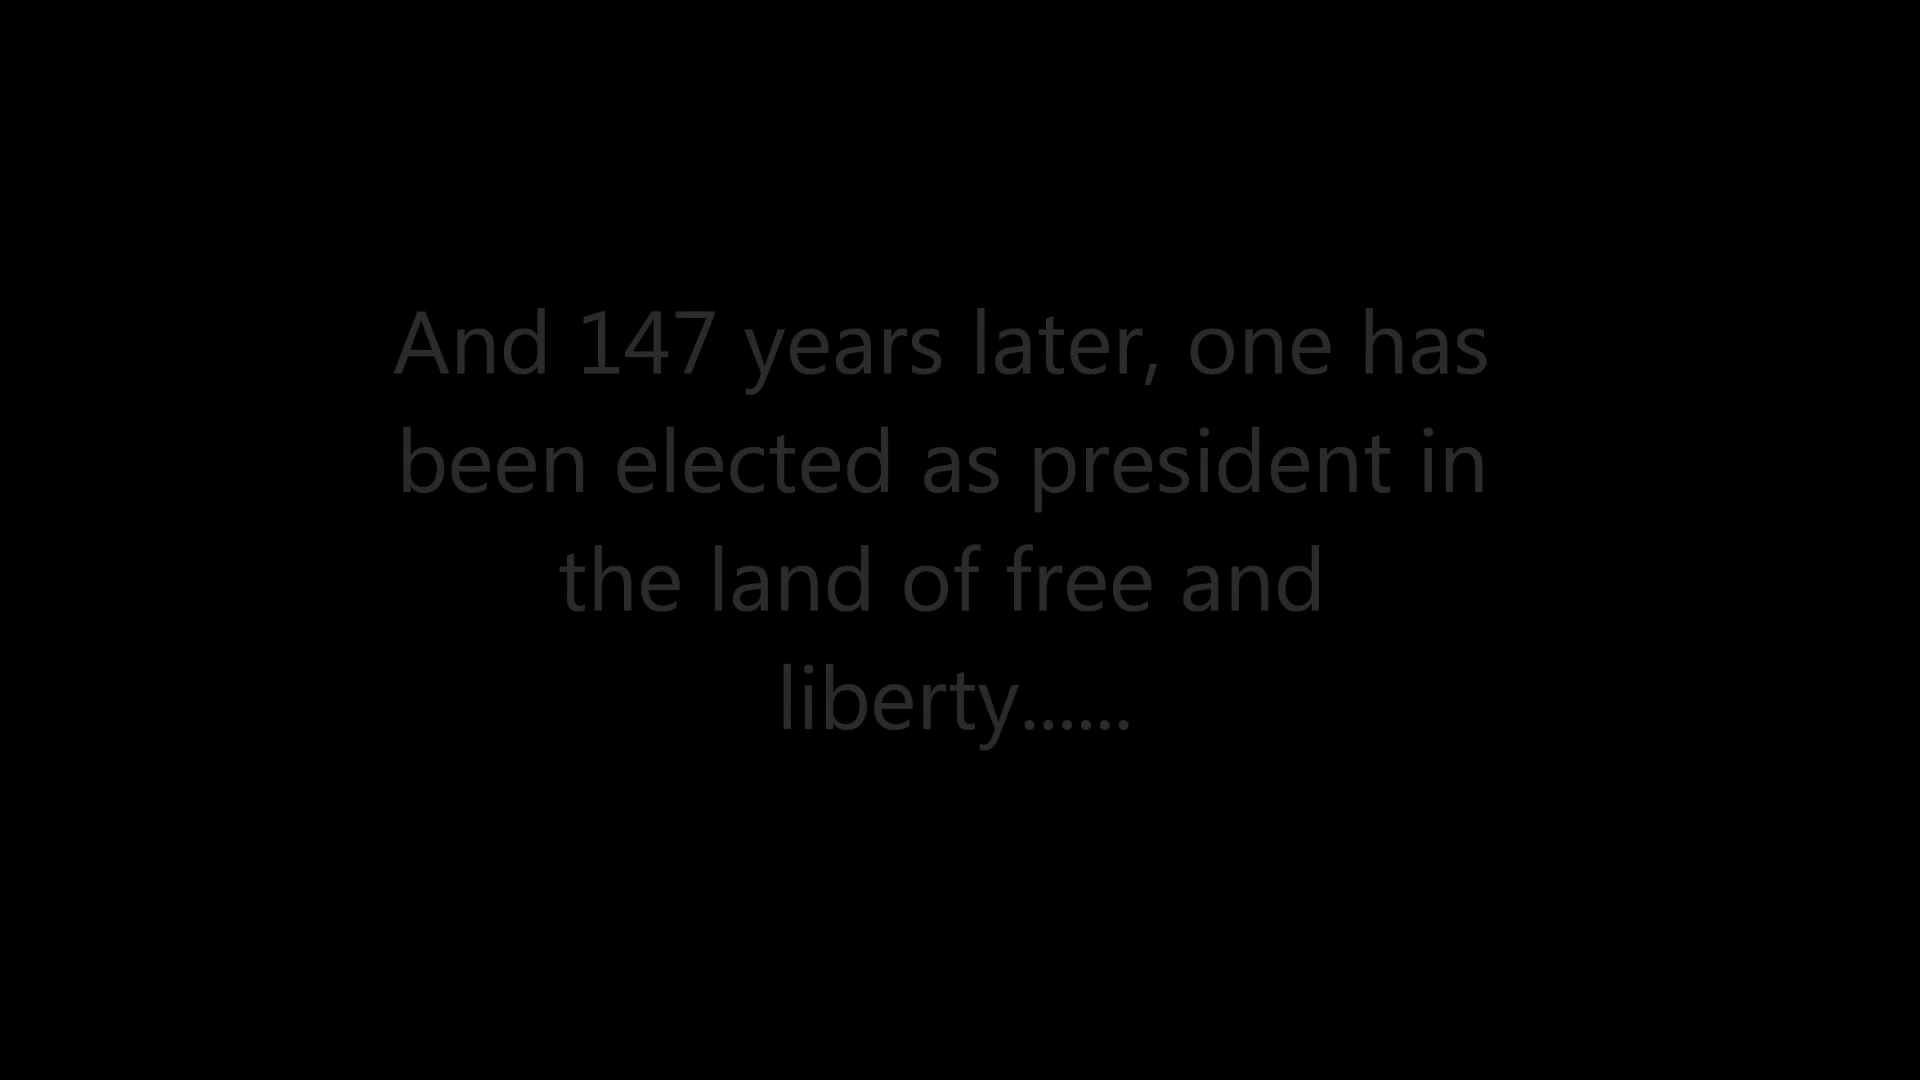 And 147 years later, one has
been elected as president in
the land of free and
liberty......